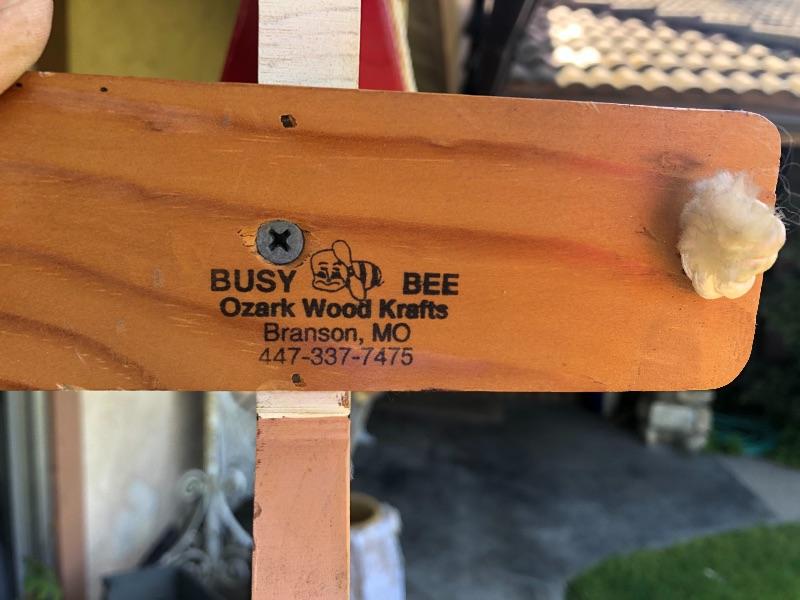 BUSY BEE
Ozark Wood Krafts
Branson, MO
447-337-7475